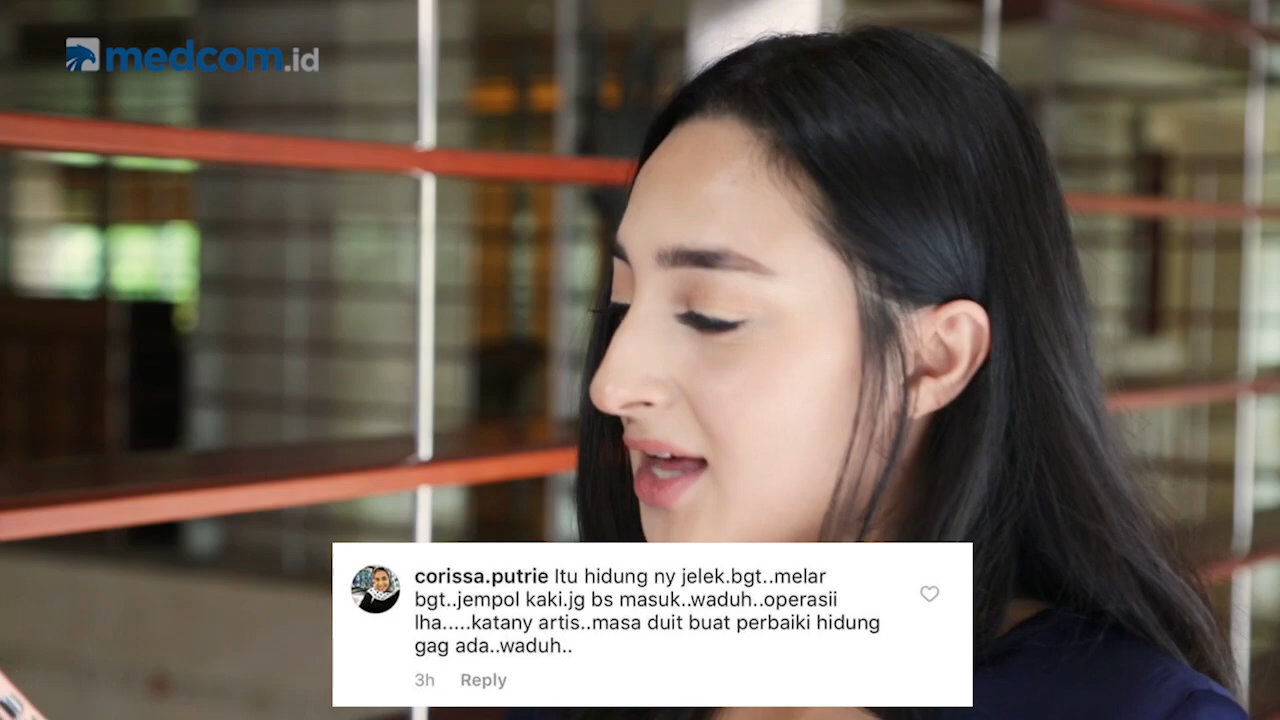 medcom.id
corissa.putrie Itu hidung ny jelek.bgt..melar
bgt..jempol kaki.jg bs masuk..waduh..operasii
lha.....katany artis..masa duit buat perbaiki hidung
gag ada..waduh..
3h Reply